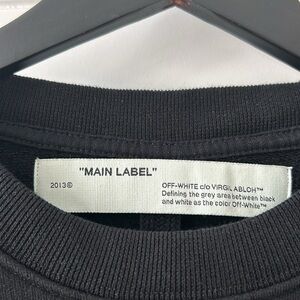 "MAIN LABEL"
2013©
OFF-WHITE c/o VIRGIL ABLOH™
Defining the grey area between black
and white as the color Off-White™